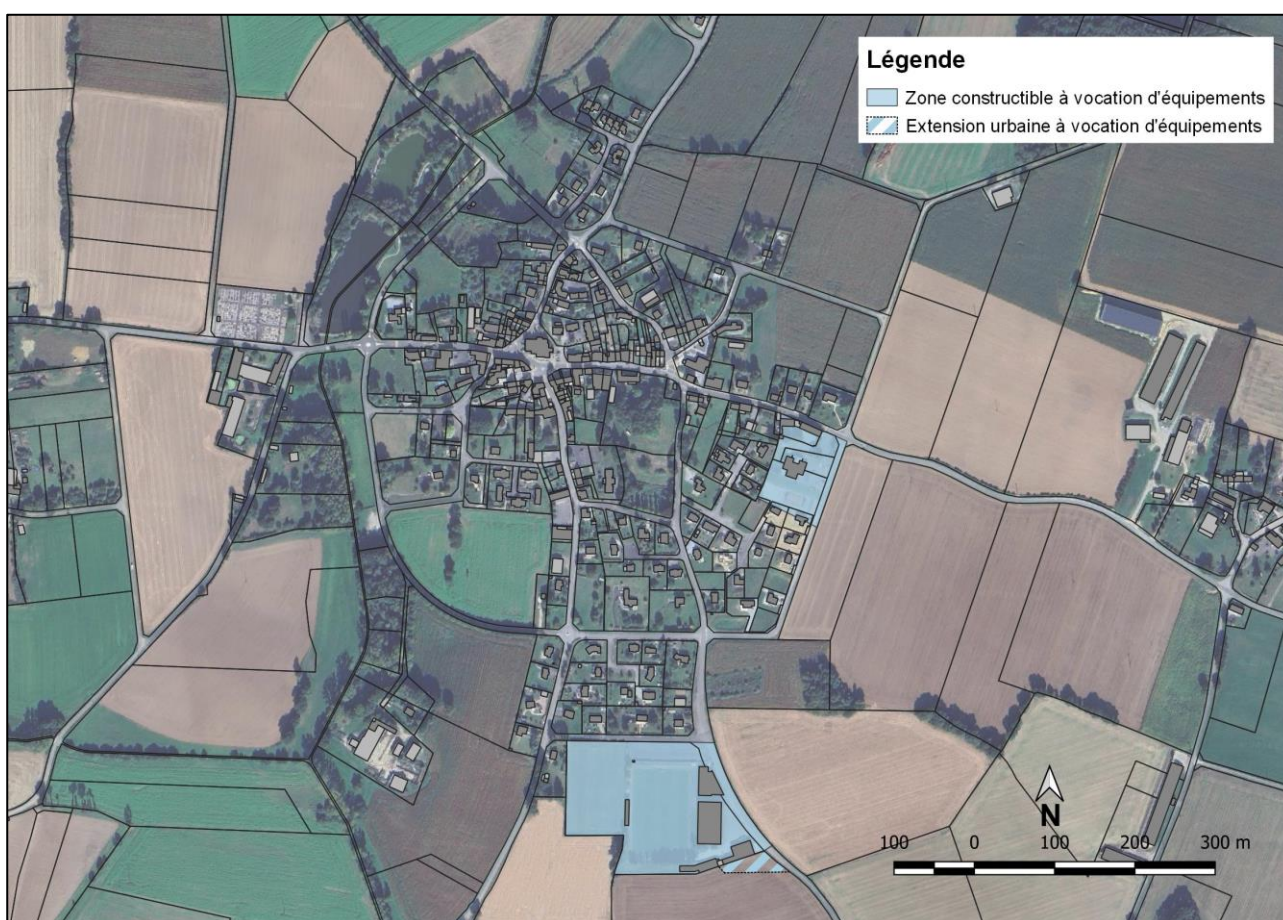 Légende
Zone constructible à vocation d'équipements
Extension urbaine à vocation d'équipements
N
100 0 100 200 300 m